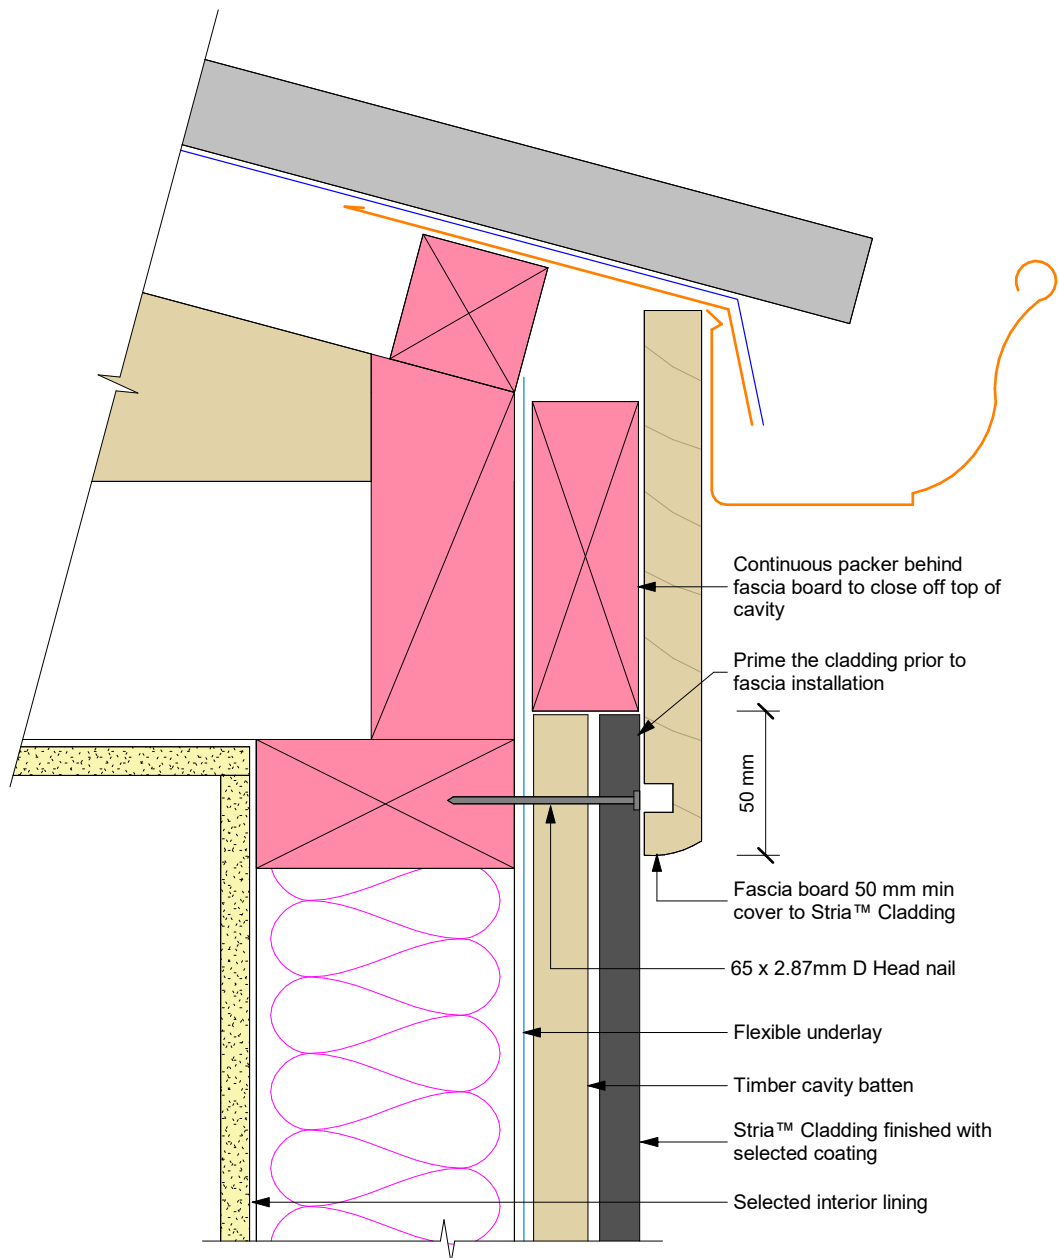 Continuous packer behind
fascia board to close off top of
cavity
Prime the cladding prior to
fascia installation
50 mm
Fascia board 50 mm min
cover to Stria™ Cladding
65 x 2.87mm D Head nail
Flexible underlay
Timber cavity batten
Stria™ Cladding finished with
selected coating
Selected interior lining